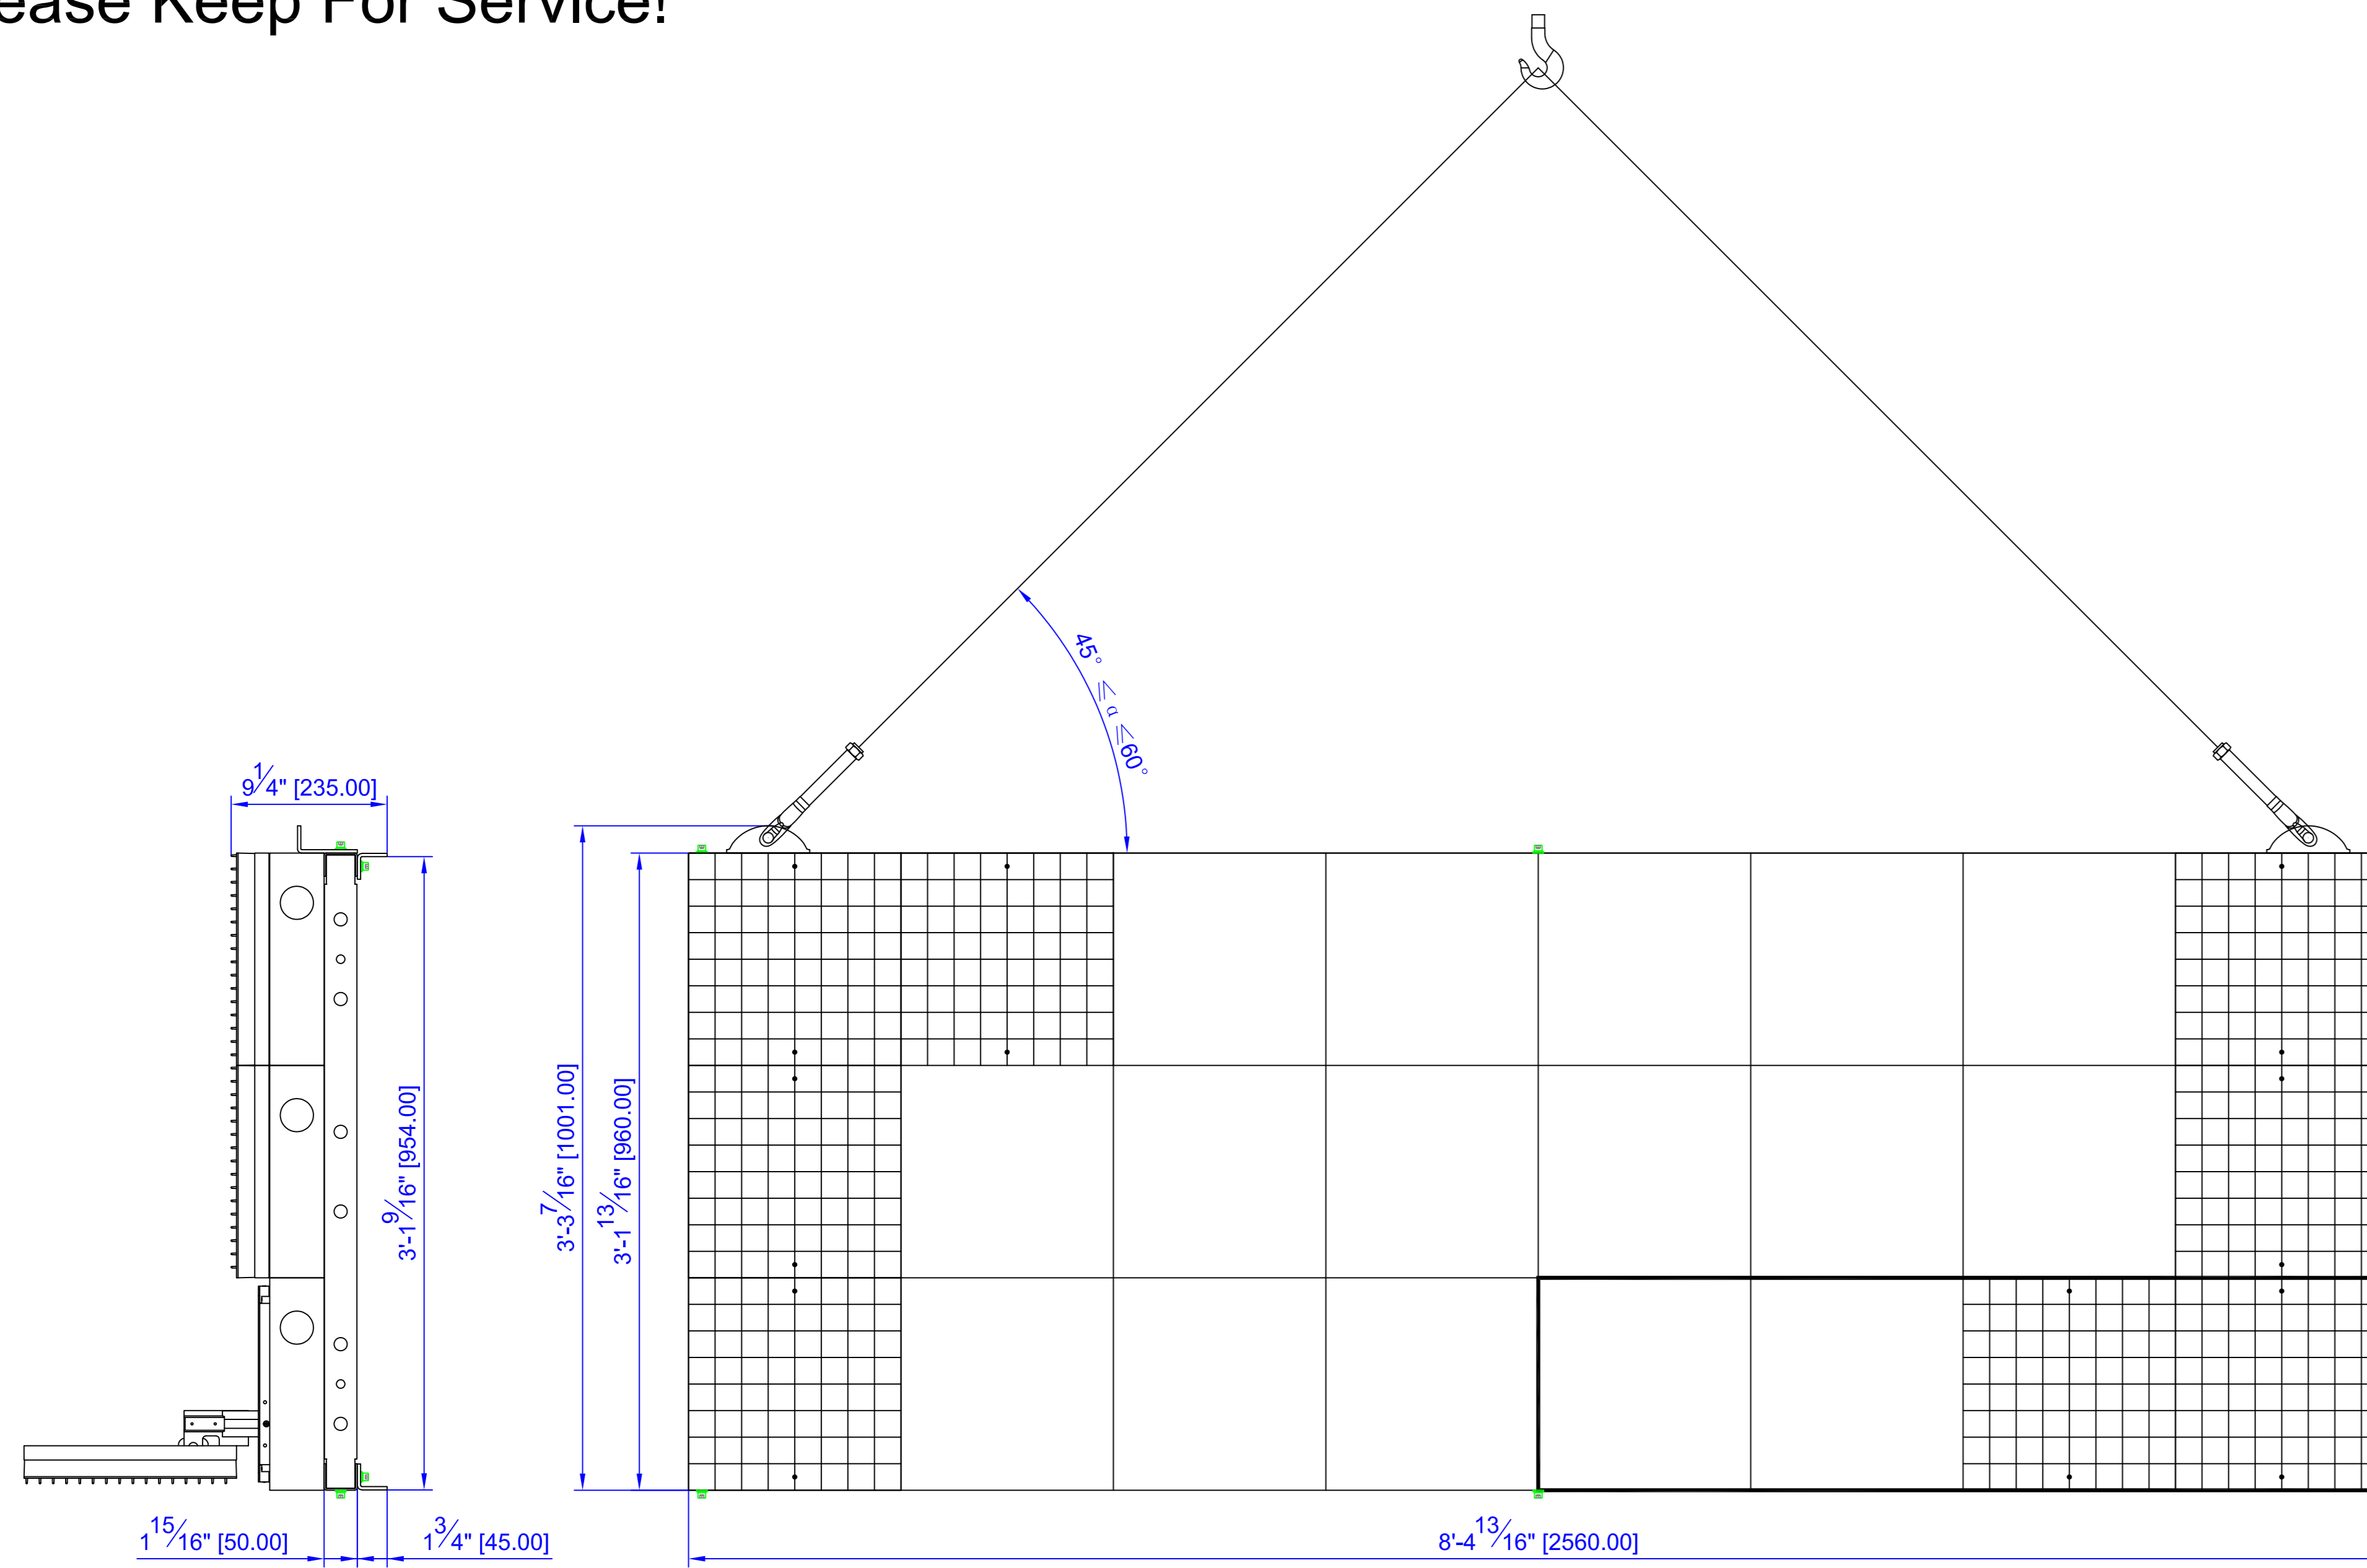 ease Keep For Service!
45° ≤ α ≤60°
9 1/4" [235.00]
3'-1 9/16" [954.00]
3'-3 7/16" [1001.00]
3'-1 13/16" [960.00]
1 15/16" [50.00]
1 3/4" [45.00]
8'-4 13/16" [2560.00]